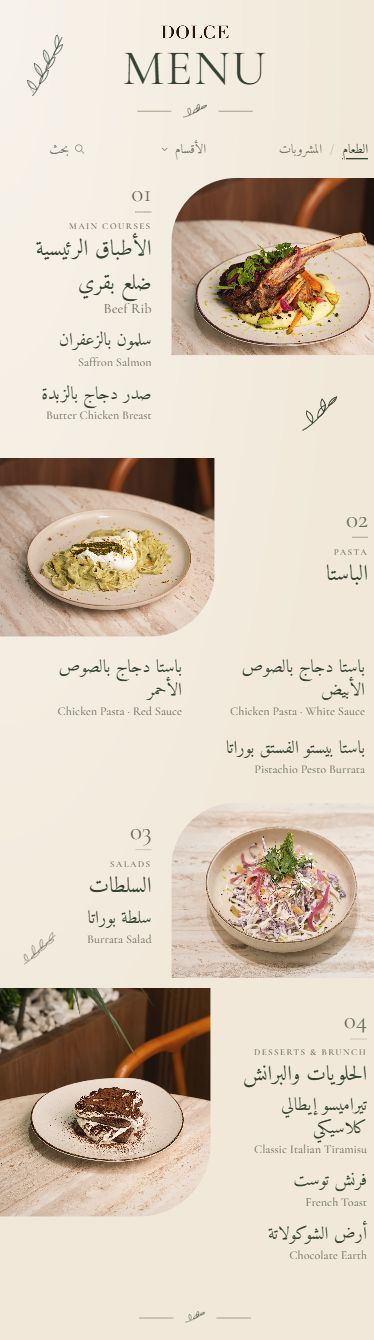 DOLCE
MENU
الطعام / المشروبات
الأقسام
بحث
01
MAIN COURSES
الأطباق الرئيسية
ضلع بقري
Beef Rib
سلمون بالزعفران
Saffron Salmon
صدر دجاج بالزبدة
Butter Chicken Breast
02
PASTA
الباستا
باستا دجاج بالصوص
الأبيض
Chicken Pasta · White Sauce
باستا دجاج بالصوص
الأحمر
Chicken Pasta · Red Sauce
باستا بيستو الفستق بوراتا
Pistachio Pesto Burrata
03
SALADS
السلطات
سلطة بوراتا
Burrata Salad
04
DESSERTS & BRUNCH
الحلويات والبرانش
تيراميسو إيطالي
كلاسيكي
Classic Italian Tiramisu
فرنش توست
French Toast
أرض الشوكولاتة
Chocolate Earth